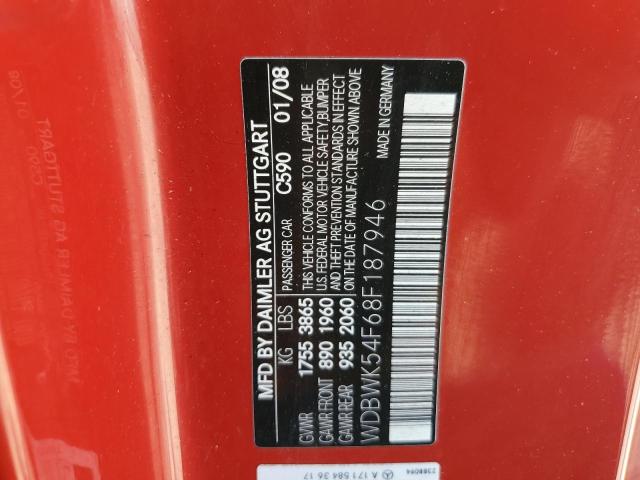 MFD BY DAIMLER AG STUTTGART
KG LBS PASSENGER CAR C590 01/08
GVWR 1755 3865 THIS VEHICLE CONFORMS TO ALL APPLICABLE
GAWR FRONT 890 1960 U.S. FEDERAL MOTOR VEHICLE SAFETY, BUMPER
AND THEFT PREVENTION STANDARDS IN EFFECT
GAWR REAR 935 2060 ON THE DATE OF MANUFACTURE SHOWN ABOVE
WDBWK54F68F187946 MADE IN GERMANY
A 171 584 36 17